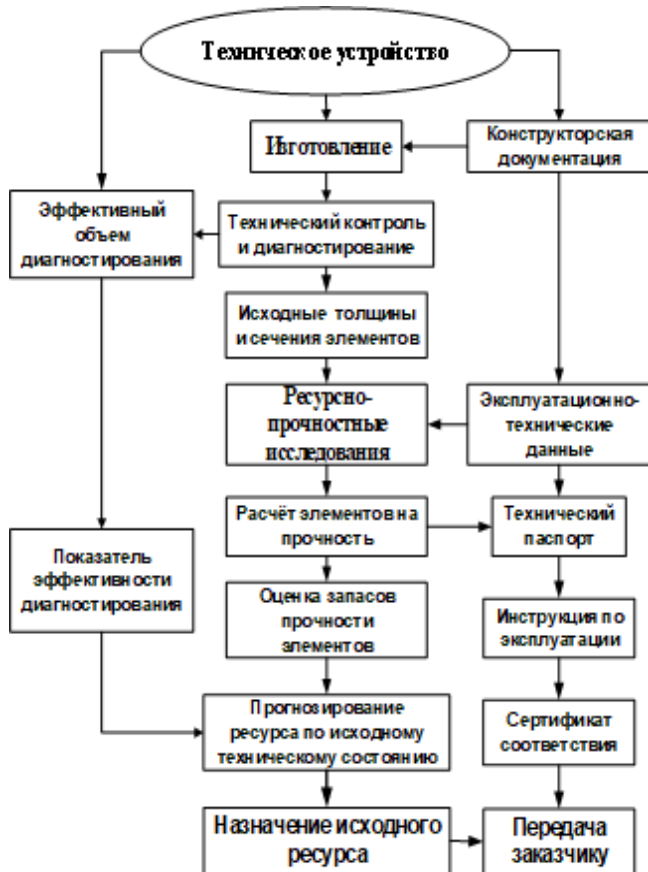 Техническое устройство
Изготовление
Конструкторская
документация
Эффективный
объем
диагностирования
Технический контроль
и диагностирование
Исходные толщины
и сечения элементов
Ресурсно-
прочностные
исследования
Эксплуатационно-
технические
данные
Расчёт элементов на
прочность
Технический
паспорт
Показатель
эффективности
диагностирования
Оценка запасов
прочности
элементов
Инструкция по
эксплуатации
Прогнозирование
ресурса по исходному
техническому состоянию
Сертификат
соответствия
Назначение исходного
ресурса
Передача
заказчику